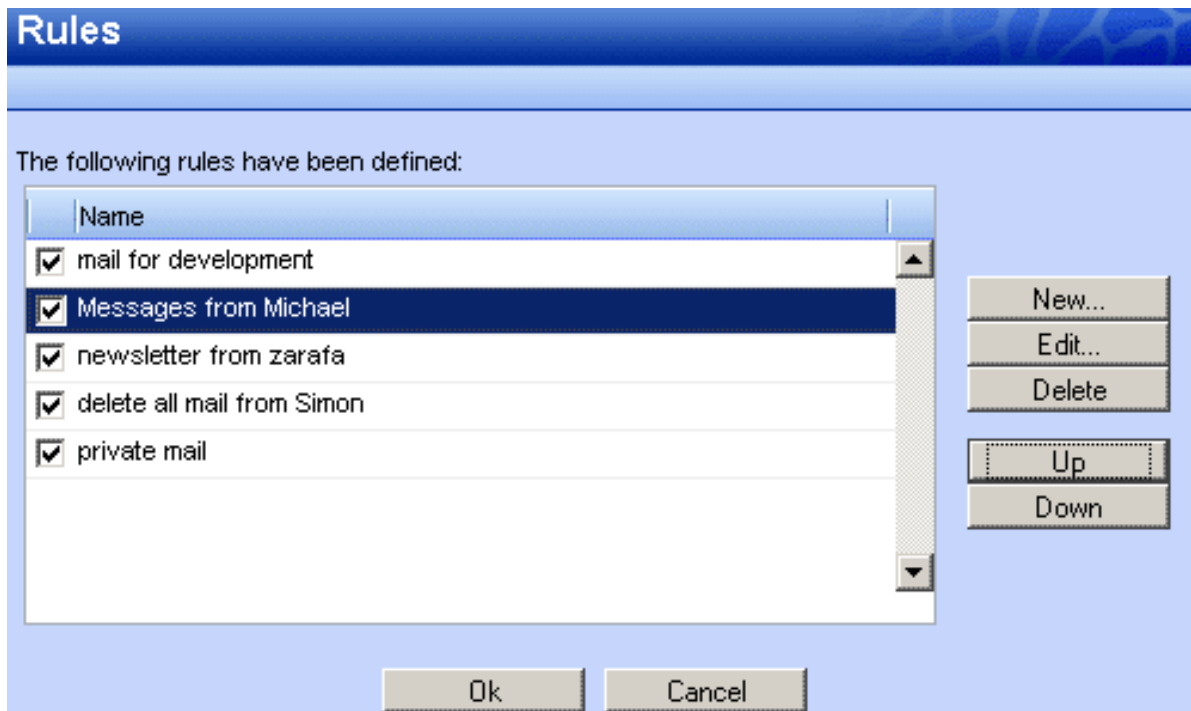 Rules
The following rules have been defined:
Name
mail for development
Messages from Michael
newsletter from zarafa
delete all mail from Simon
private mail
New...
Edit...
Delete
Up
Down
Ok
Cancel